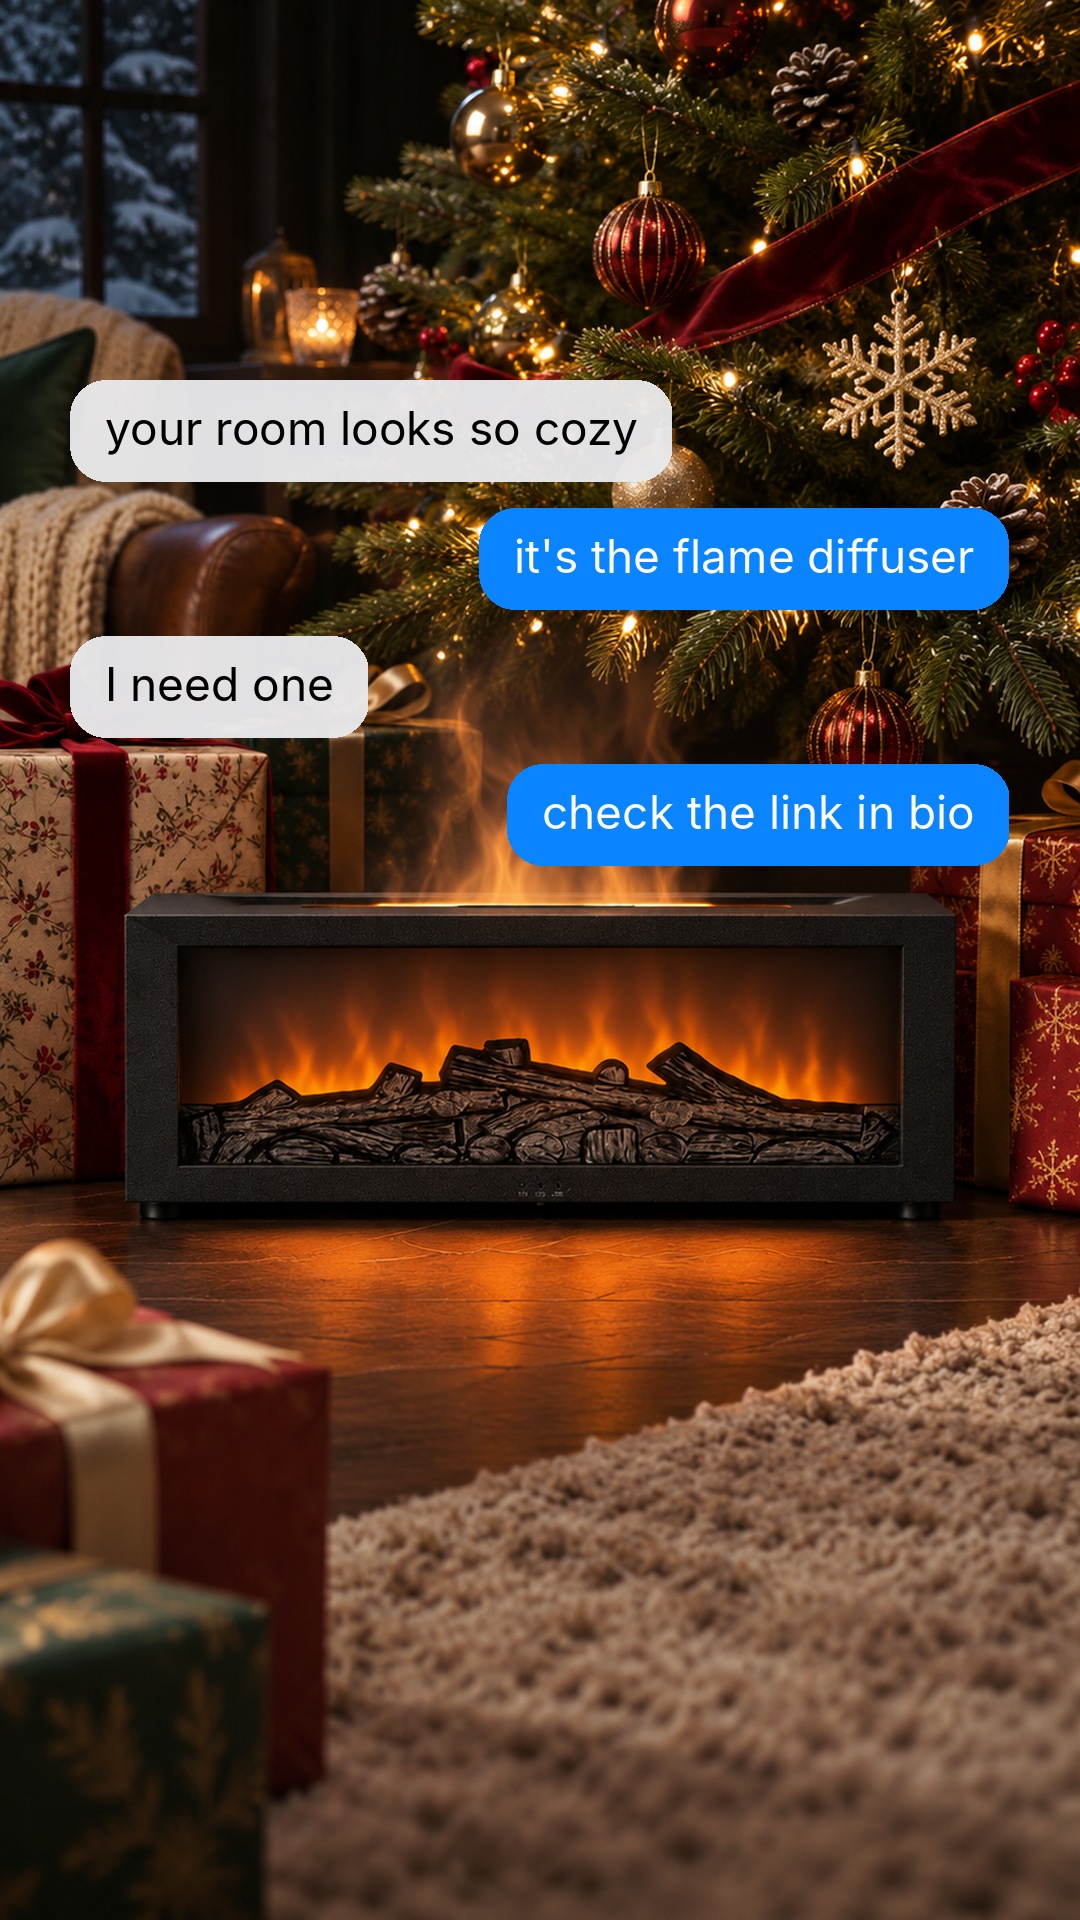 your room looks so cozy
it's the flame diffuser
I need one
check the link in bio